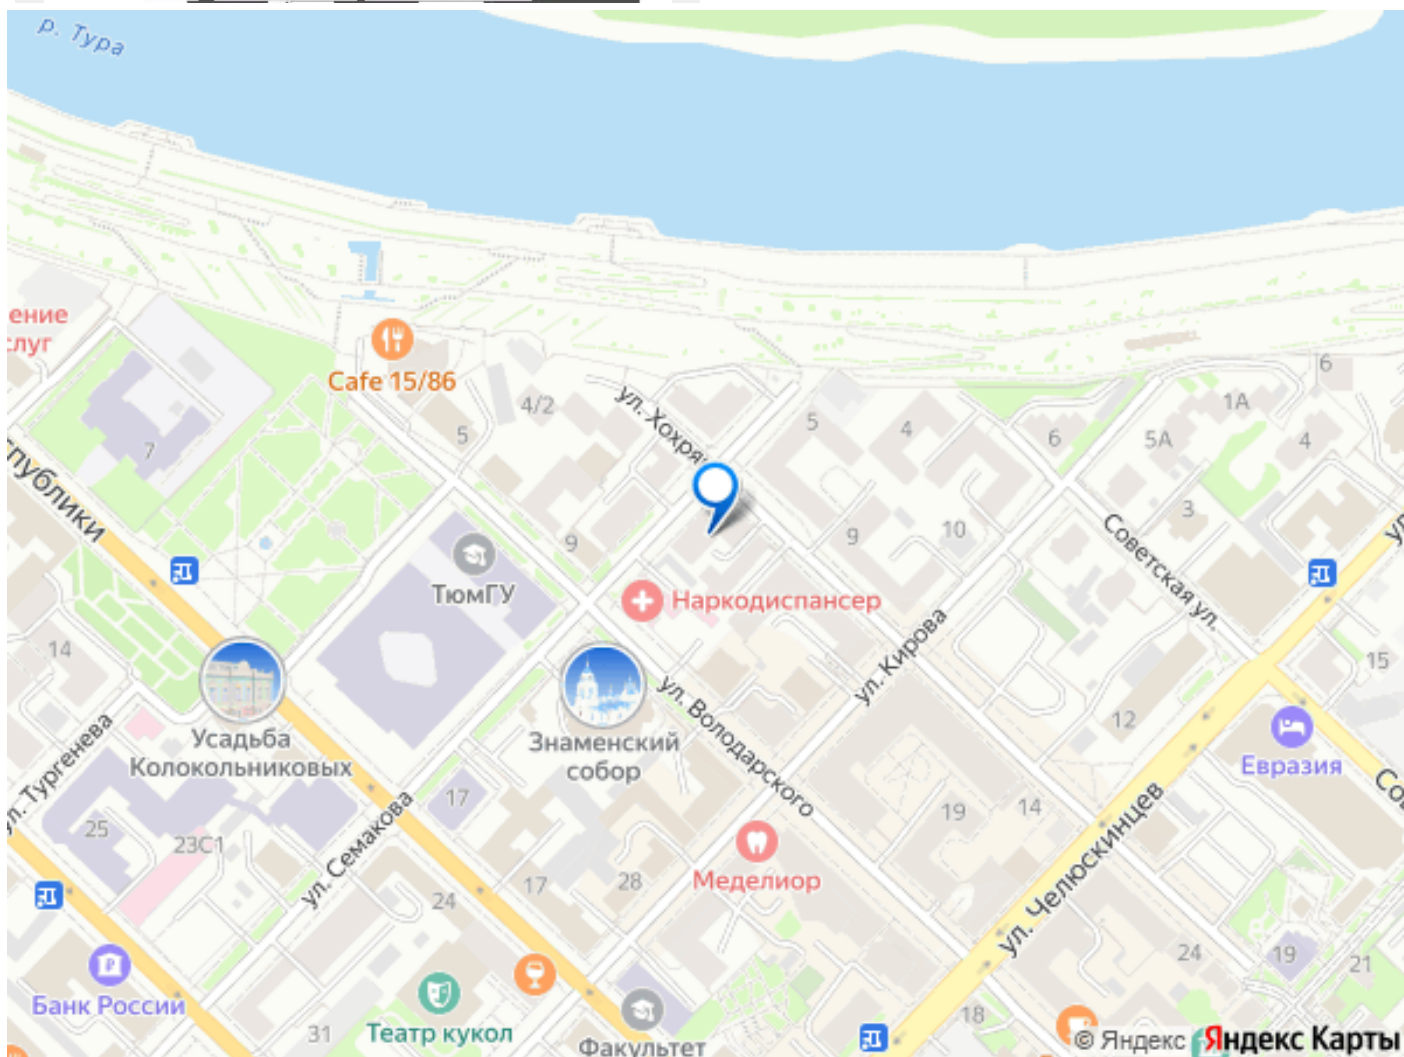 р. Тура
ение
слуг
Cafe 15/86
4/2
5
7
ул. Хохря
5
4
6
1А
6
5А
4
3
публики
9
9
10
Советская ул.
ТюмГУ
Наркодиспансер
14
15
ул. Кирова
12
Усадьба
Колокольниковых
Знаменский
собор
ул. Володарского
Евразия
ул. Тургенева
17
25
23С1
19
14
ул. Семакова
Меделиор
24
17
28
ул. Челюскинцев
24
19
21
Банк России
31
Театр кукол
Факультет
18
© Яндекс
Яндекс Карты